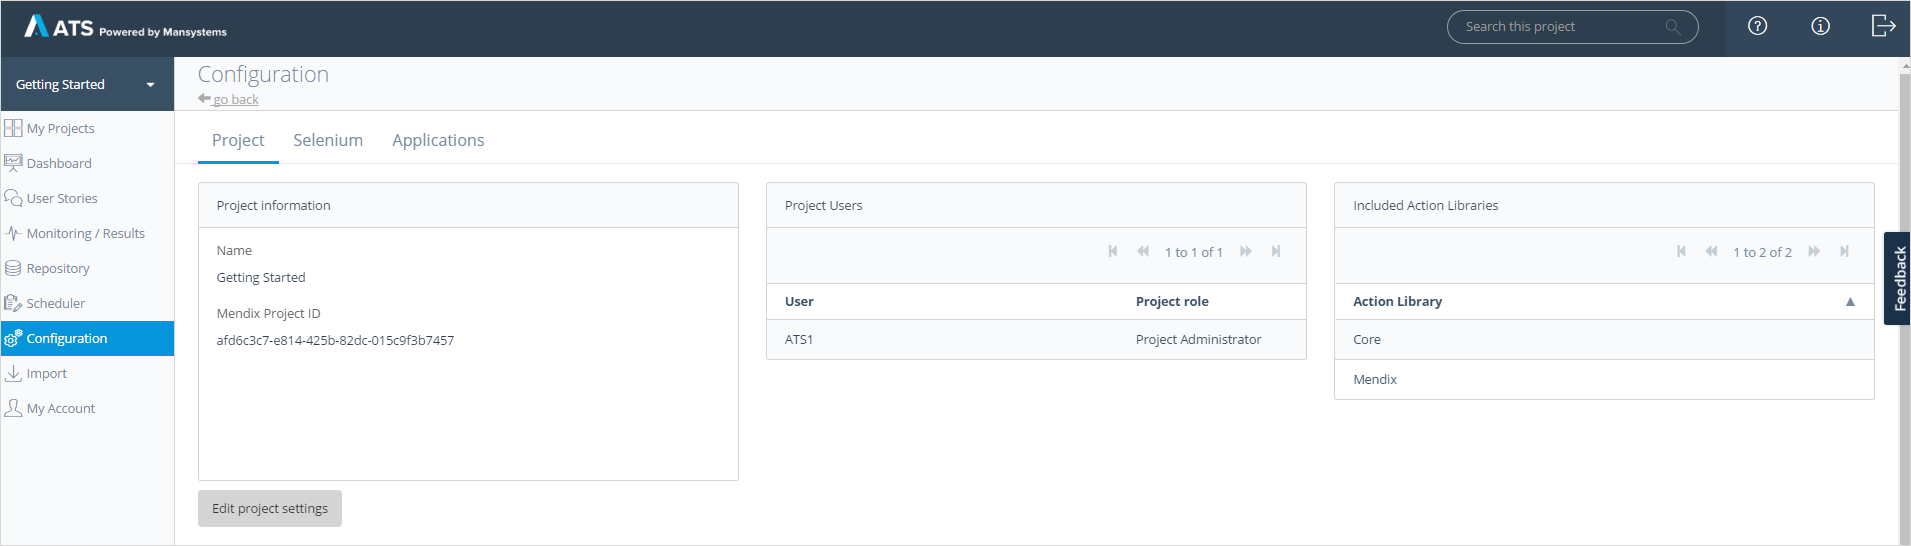 ATS Powered by Mansystems
Search this project
Getting Started
Configuration
go back
My Projects
Dashboard
User Stories
Monitoring / Results
Repository
Scheduler
Configuration
Import
My Account
Project Selenium Applications
Project information
Name
Getting Started
Mendix Project ID
afd6c3c7-e814-425b-82dc-015c9f3b7457
Edit project settings
Project Users
1 to 1 of 1
User Project role
ATS1 Project Administrator
Included Action Libraries
1 to 2 of 2
Action Library
Core
Mendix
Feedback